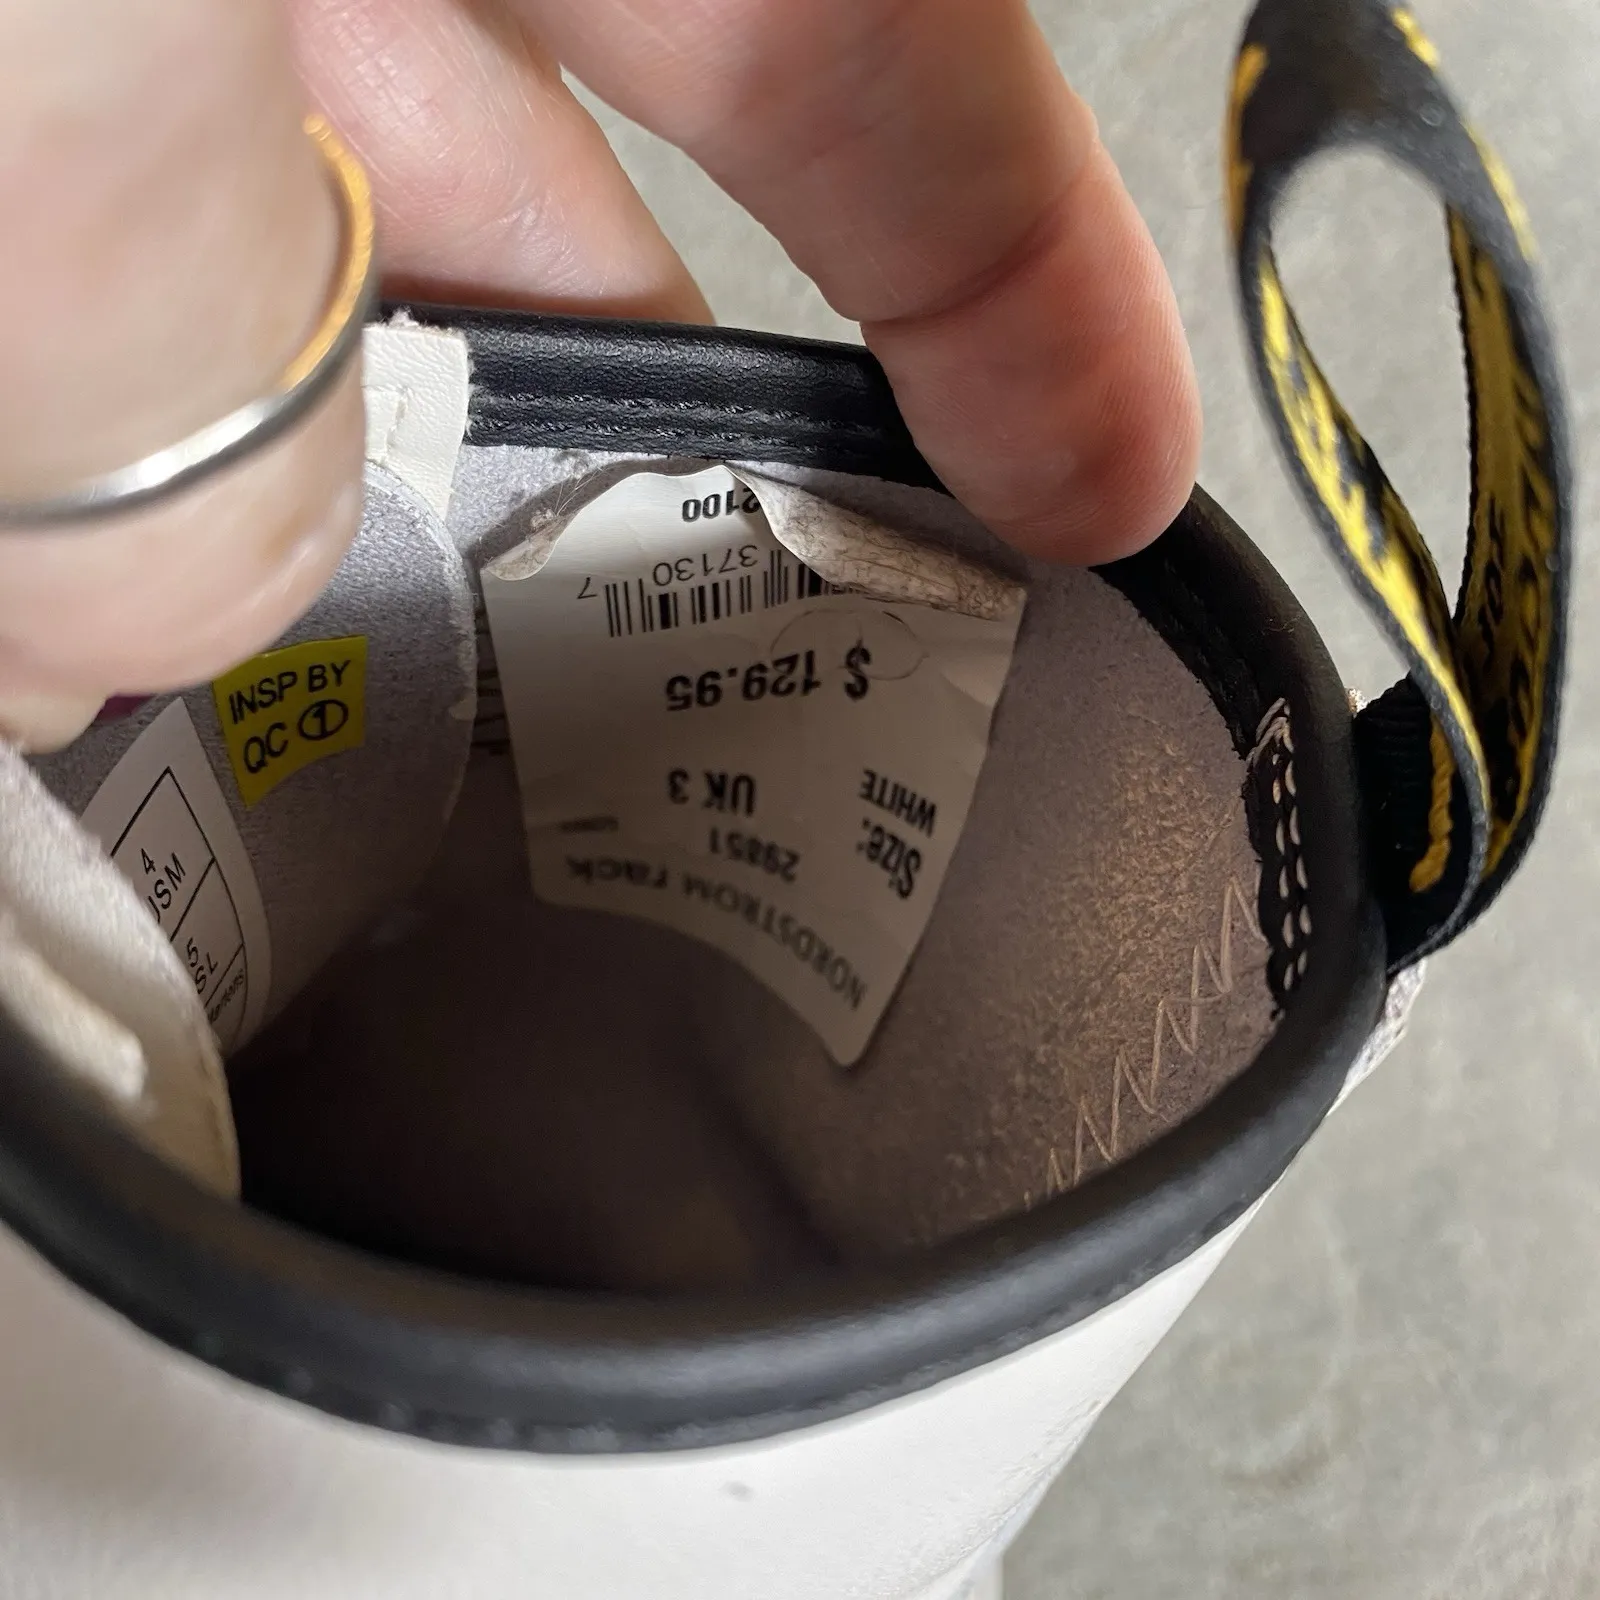 NORDSTROM rack
29851
Size: UK 3
WHITE
$ 129.95
37130 7
2100
INSP BY
QC 1
4
USM
5